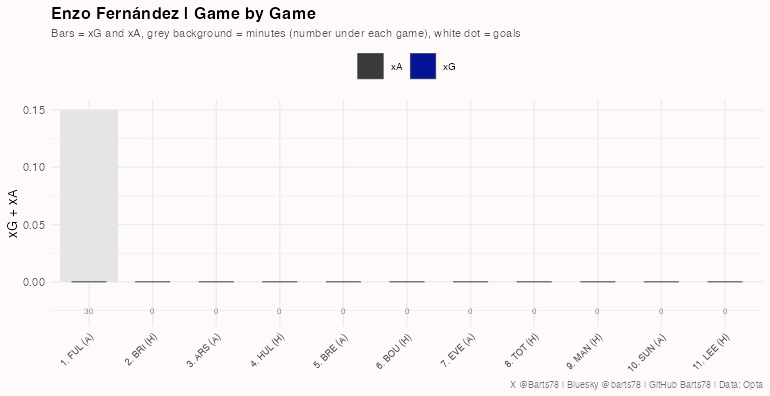 Enzo Fernández | Game by Game
Bars = xG and xA, grey background = minutes (number under each game), white dot = goals
xA xG
xG + xA
0.15
0.10
0.05
0.00
30 0 0 0 0 0 0 0 0 0 0
1. FUL (A) 2. BRI (H) 3. ARS (A) 4. HUL (H) 5. BRE (A) 6. BOU (H) 7. EVE (A) 8. TOT (H) 9. MAN (H) 10. SUN (A) 11. LEE (H)
X @Barts78 | Bluesky @barts78 | GitHub Barts78 | Data: Opta